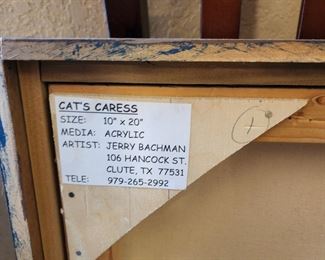 CAT'S CARESS
SIZE: 10" x 20"
MEDIA: ACRYLIC
ARTIST: JERRY BACHMAN
106 HANCOCK ST.
CLUTE, TX 77531
TELE: 979-265-2992